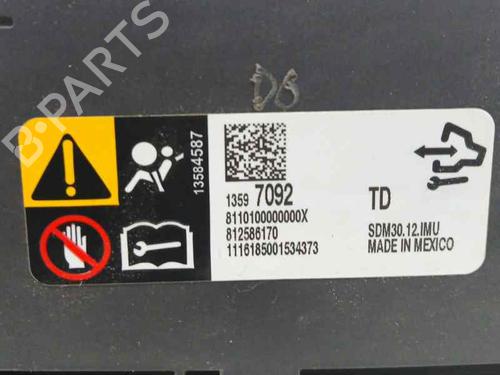 D6
B-PARTS
13584587
1359 7092
TD
8110100000000X
812586170
1116185001534373
SDM30.12.IMU
MADE IN MEXICO